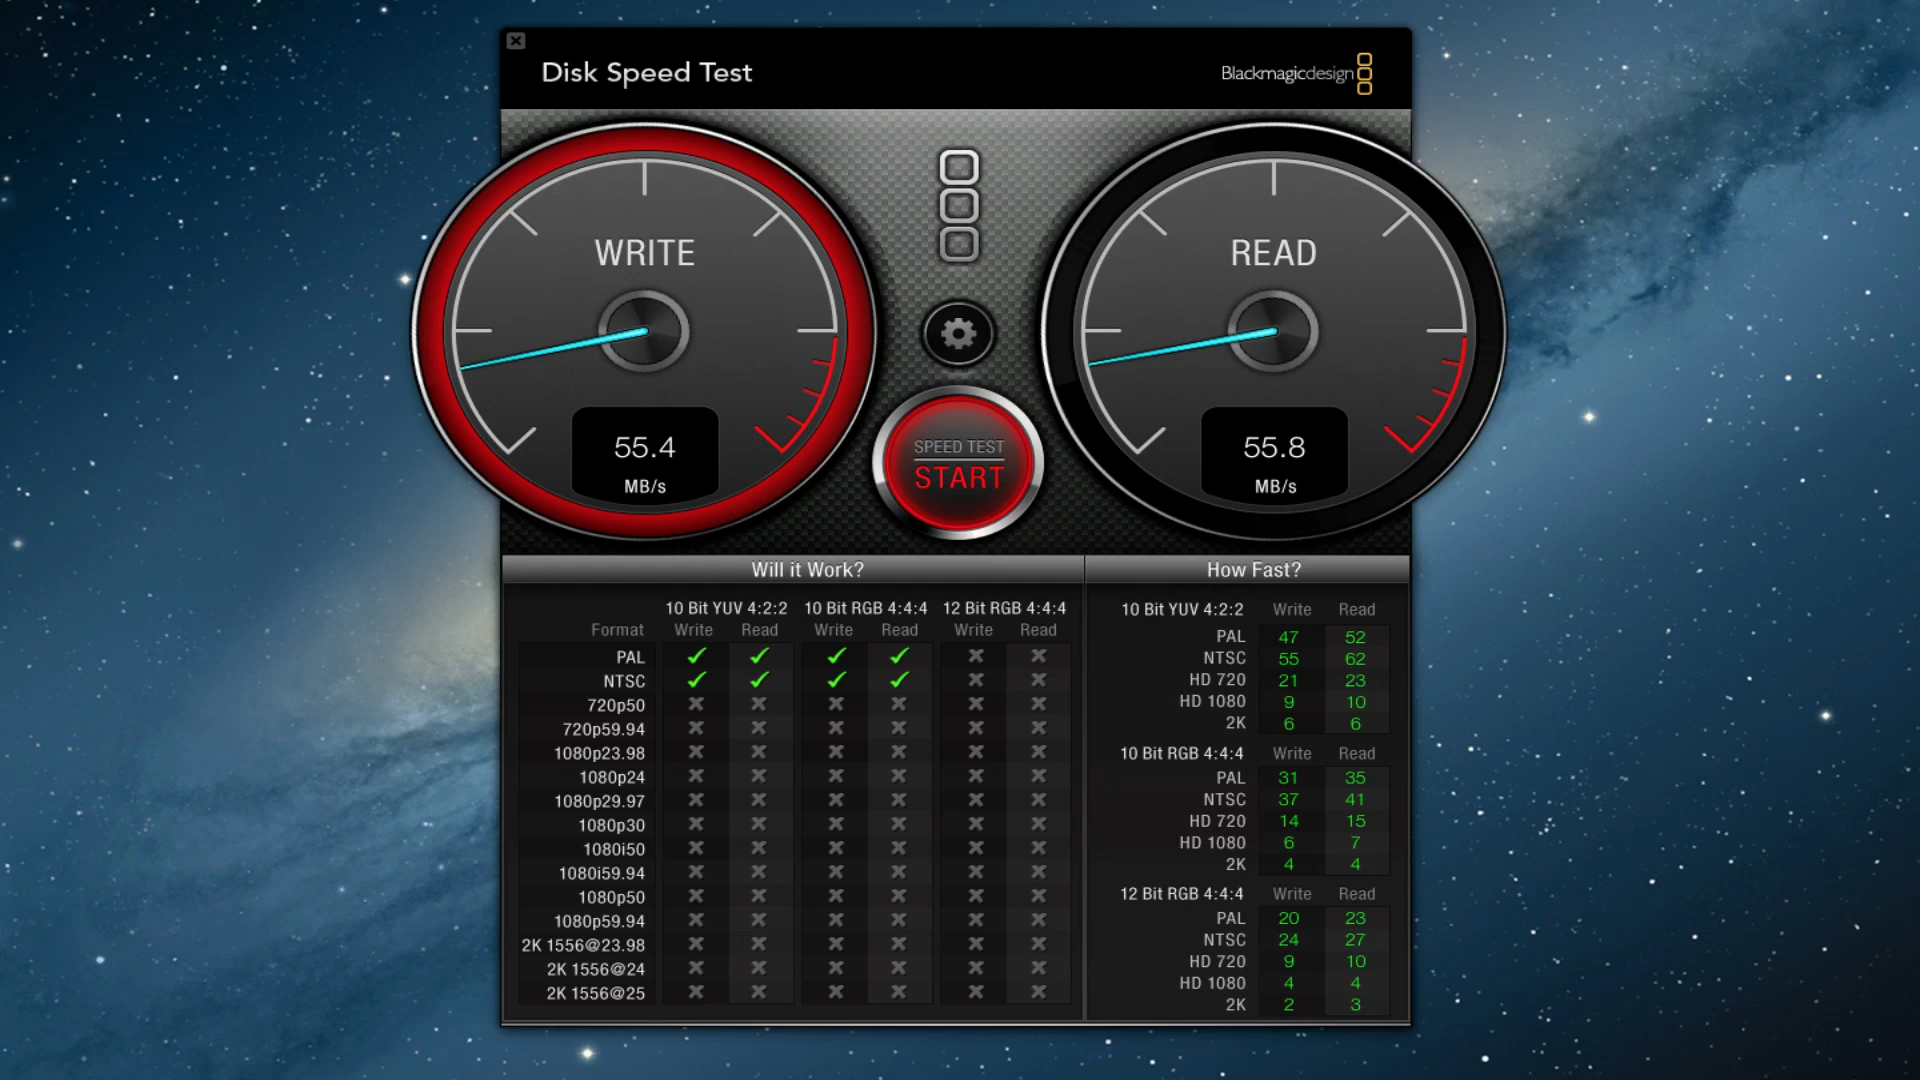 Disk Speed Test
Blackmagicdesign
WRITE
55.4
MB/s
SPEED TEST
START
READ
55.8
MB/s
Will it Work?
10 Bit YUV 4:2:2 10 Bit RGB 4:4:4 12 Bit RGB 4:4:4
Format Write Read Write Read Write Read
PAL
NTSC
720p50
720p59.94
1080p23.98
1080p24
1080p29.97
1080p30
1080i50
1080i59.94
1080p50
1080p59.94
2K 1556@23.98
2K 1556@24
2K 1556@25
How Fast?
10 Bit YUV 4:2:2 Write Read
PAL 47 52
NTSC 55 62
HD 720 21 23
HD 1080 9 10
2K 6 6
10 Bit RGB 4:4:4 Write Read
PAL 31 35
NTSC 37 41
HD 720 14 15
HD 1080 6 7
2K 4 4
12 Bit RGB 4:4:4 Write Read
PAL 20 23
NTSC 24 27
HD 720 9 10
HD 1080 4 4
2K 2 3